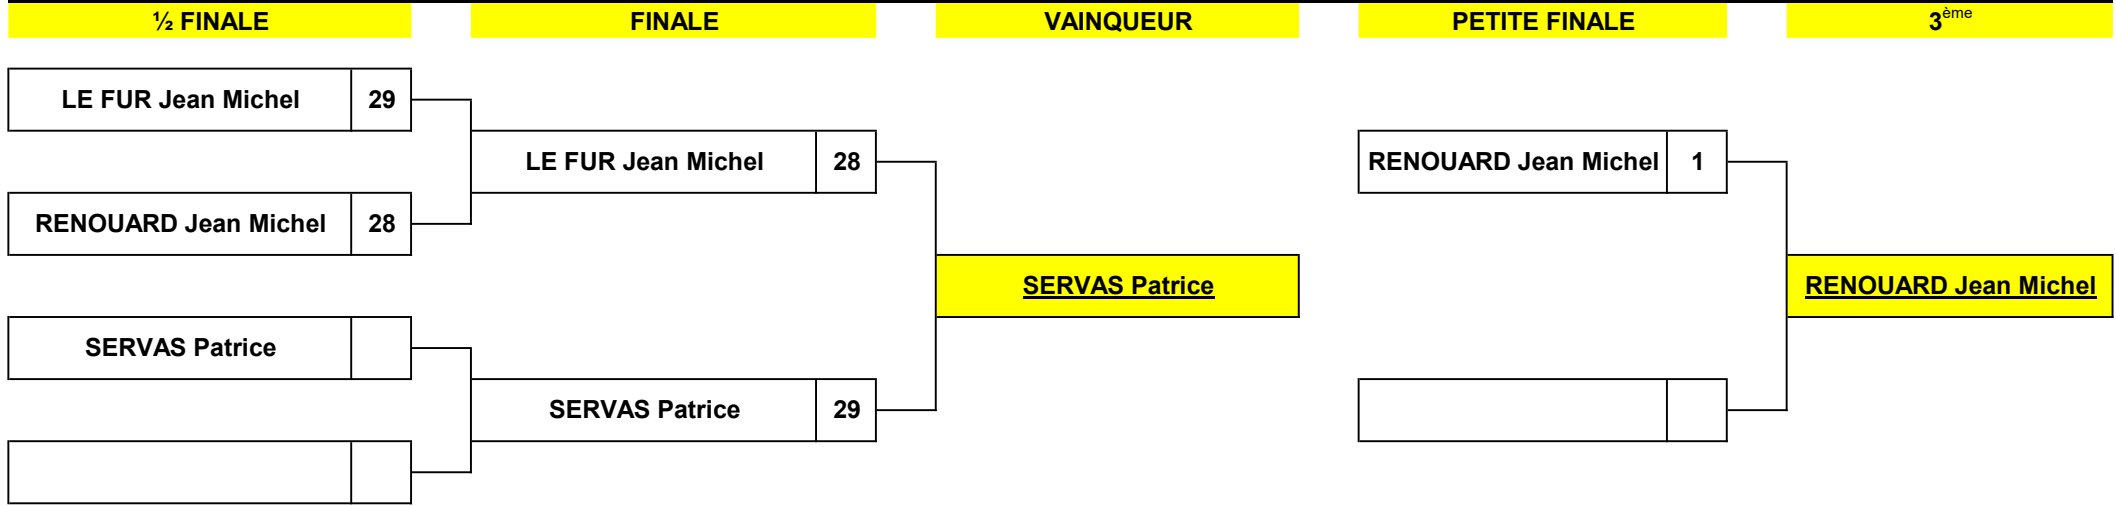 ½ FINALE
FINALE
VAINQUEUR
PETITE FINALE
3ème
LE FUR Jean Michel 29
LE FUR Jean Michel 28
RENOUARD Jean Michel 1
RENOUARD Jean Michel 28
SERVAS Patrice
RENOUARD Jean Michel
SERVAS Patrice
SERVAS Patrice 29